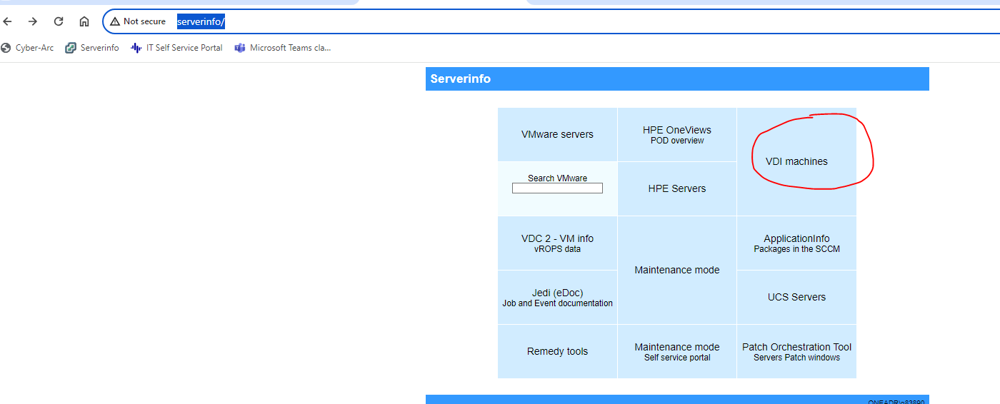 Not secure serverinfo/
Cyber-Arc Serverinfo IT Self Service Portal Microsoft Teams cla...
Serverinfo
VMware servers
HPE OneViews
POD overview
VDI machines
Search VMware
HPE Servers
VDC 2 - VM info
vROPS data
Maintenance mode
ApplicationInfo
Packages in the SCCM
Jedi (eDoc)
Job and Event documentation
UCS Servers
Remedy tools
Maintenance mode
Self service portal
Patch Orchestration Tool
Servers Patch windows